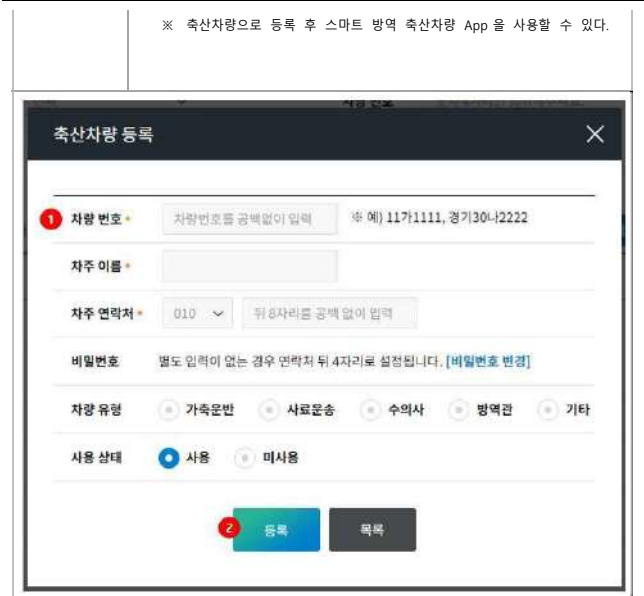 ※ 축산차량으로 등록 후 스마트 방역 축산차량 App 을 사용할 수 있다.
축산차량 등록
1 차량 번호 * 차량번호를 공백없이 입력 ※ 예) 11가1111, 경기30나2222
차주 이름 *
차주 연락처 * 010 뒤 8자리를 공백 없이 입력
비밀번호 별도 입력이 없는 경우 연락처 뒤 4자리로 설정됩니다. [비밀번호 변경]
차량 유형 가축운반 사료운송 수의사 방역관 기타
사용 상태 사용 미사용
2 등록 목록